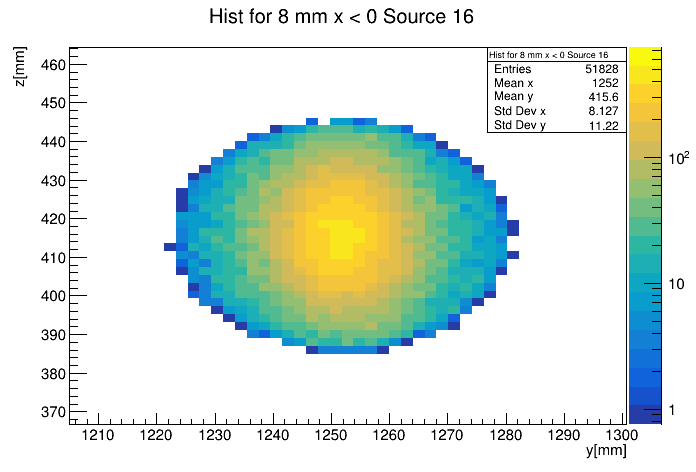 Hist for 8 mm x < 0 Source 16
z[mm]
Hist for 8 mm x < 0 Source 16
Entries 51828
Mean x 1252
Mean y 415.6
Std Dev x 8.127
Std Dev y 11.22
460
450
440
430
420
410
400
390
380
370
1210 1220 1230 1240 1250 1260 1270 1280 1290 1300
y[mm]
10²
10
1